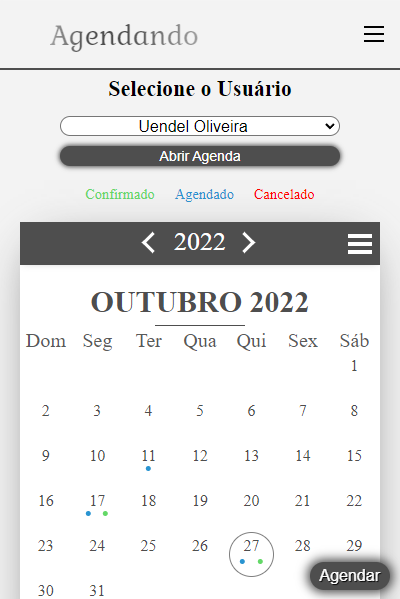 Agendando
Selecione o Usuário
Uendel Oliveira
Abrir Agenda
Confirmado Agendado Cancelado
2022
OUTUBRO 2022
Dom Seg Ter Qua Qui Sex Sáb
1
2 3 4 5 6 7 8
9 10 11 12 13 14 15
16 17 18 19 20 21 22
23 24 25 26 27 28 29
Agendar
30 31